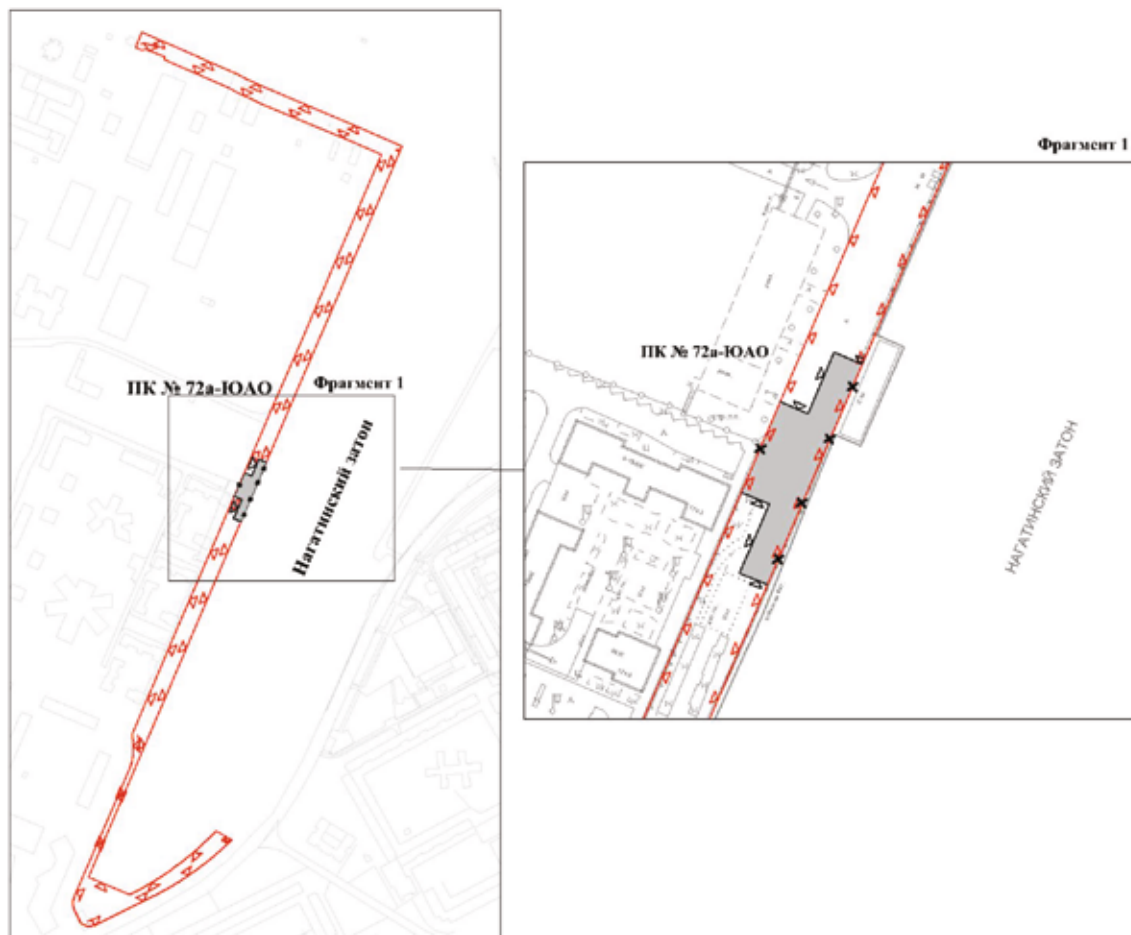 Фрагмент 1
ПК № 72а-ЮАО
ПК № 72а-ЮАО
Фрагмент 1
Нагатинский затон
НАГАТИНСКИЙ ЗАТОН